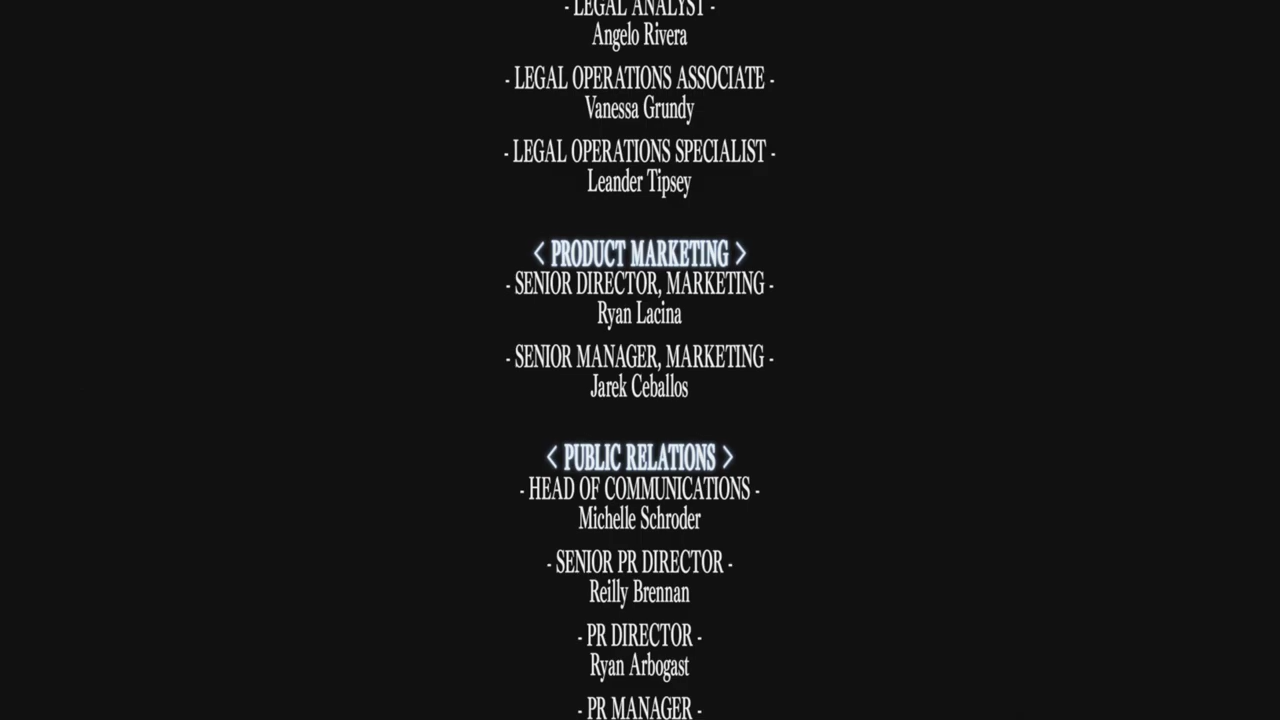 - LEGAL ANALYST -
Angelo Rivera
- LEGAL OPERATIONS ASSOCIATE -
Vanessa Grundy
- LEGAL OPERATIONS SPECIALIST -
Leander Tipsey
< PRODUCT MARKETING >
- SENIOR DIRECTOR, MARKETING -
Ryan Lacina
- SENIOR MANAGER, MARKETING -
Jarek Ceballos
< PUBLIC RELATIONS >
- HEAD OF COMMUNICATIONS -
Michelle Schroder
- SENIOR PR DIRECTOR -
Reilly Brennan
- PR DIRECTOR -
Ryan Arbogast
- PR MANAGER -